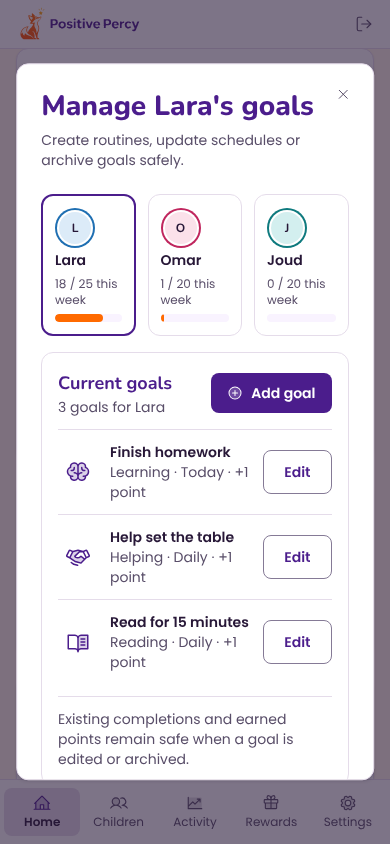 Positive Percy
Manage Lara's goals
Create routines, update schedules or
archive goals safely.
L
Lara
18 / 25 this
week
O
Omar
1 / 20 this
week
J
Joud
0 / 20 this
week
Current goals
3 goals for Lara
Add goal
Finish homework
Learning · Today · +1
point
Edit
Help set the table
Helping · Daily · +1
point
Edit
Read for 15 minutes
Reading · Daily · +1
point
Edit
Existing completions and earned
points remain safe when a goal is
edited or archived.
Home
Children
Activity
Rewards
Settings